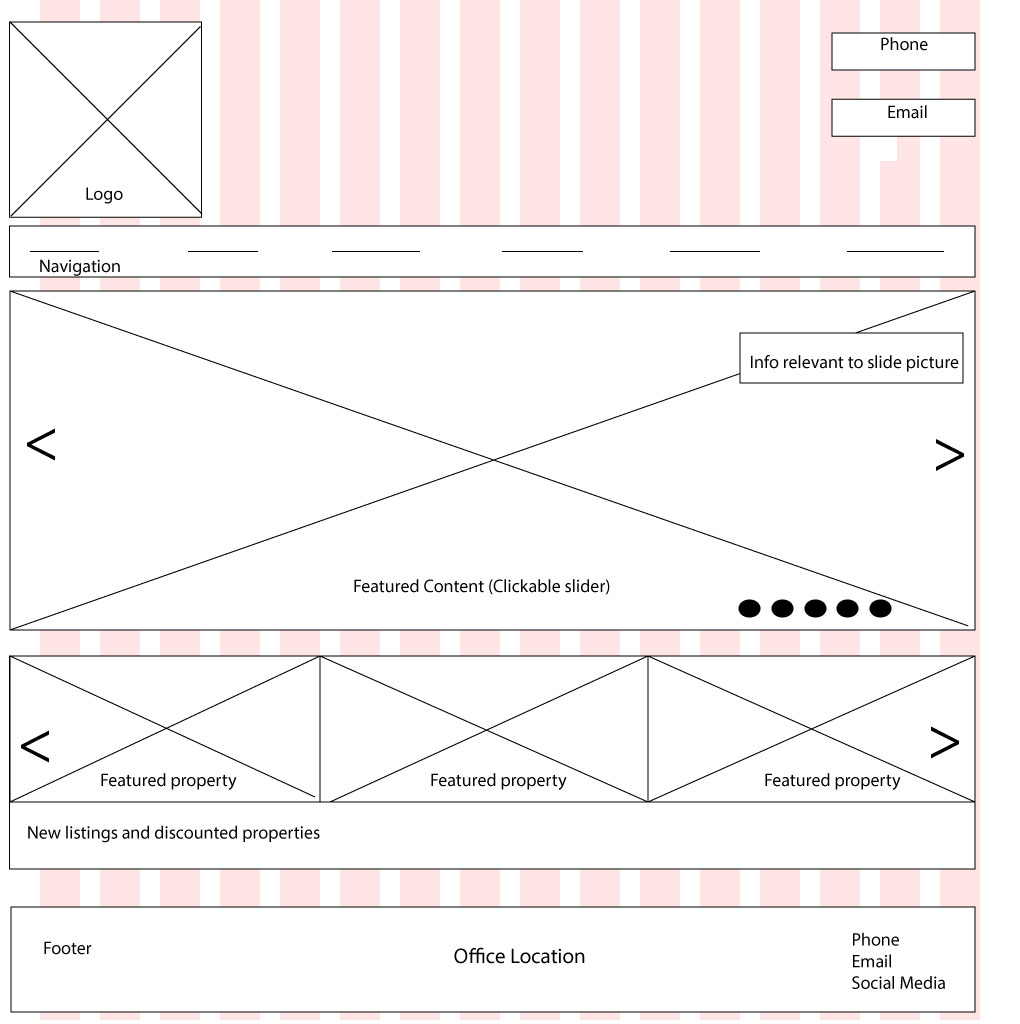 Logo
Phone
Email
Navigation
Info relevant to slide picture
<
>
Featured Content (Clickable slider)
<
>
Featured property
Featured property
Featured property
New listings and discounted properties
Footer
Office Location
Phone
Email
Social Media